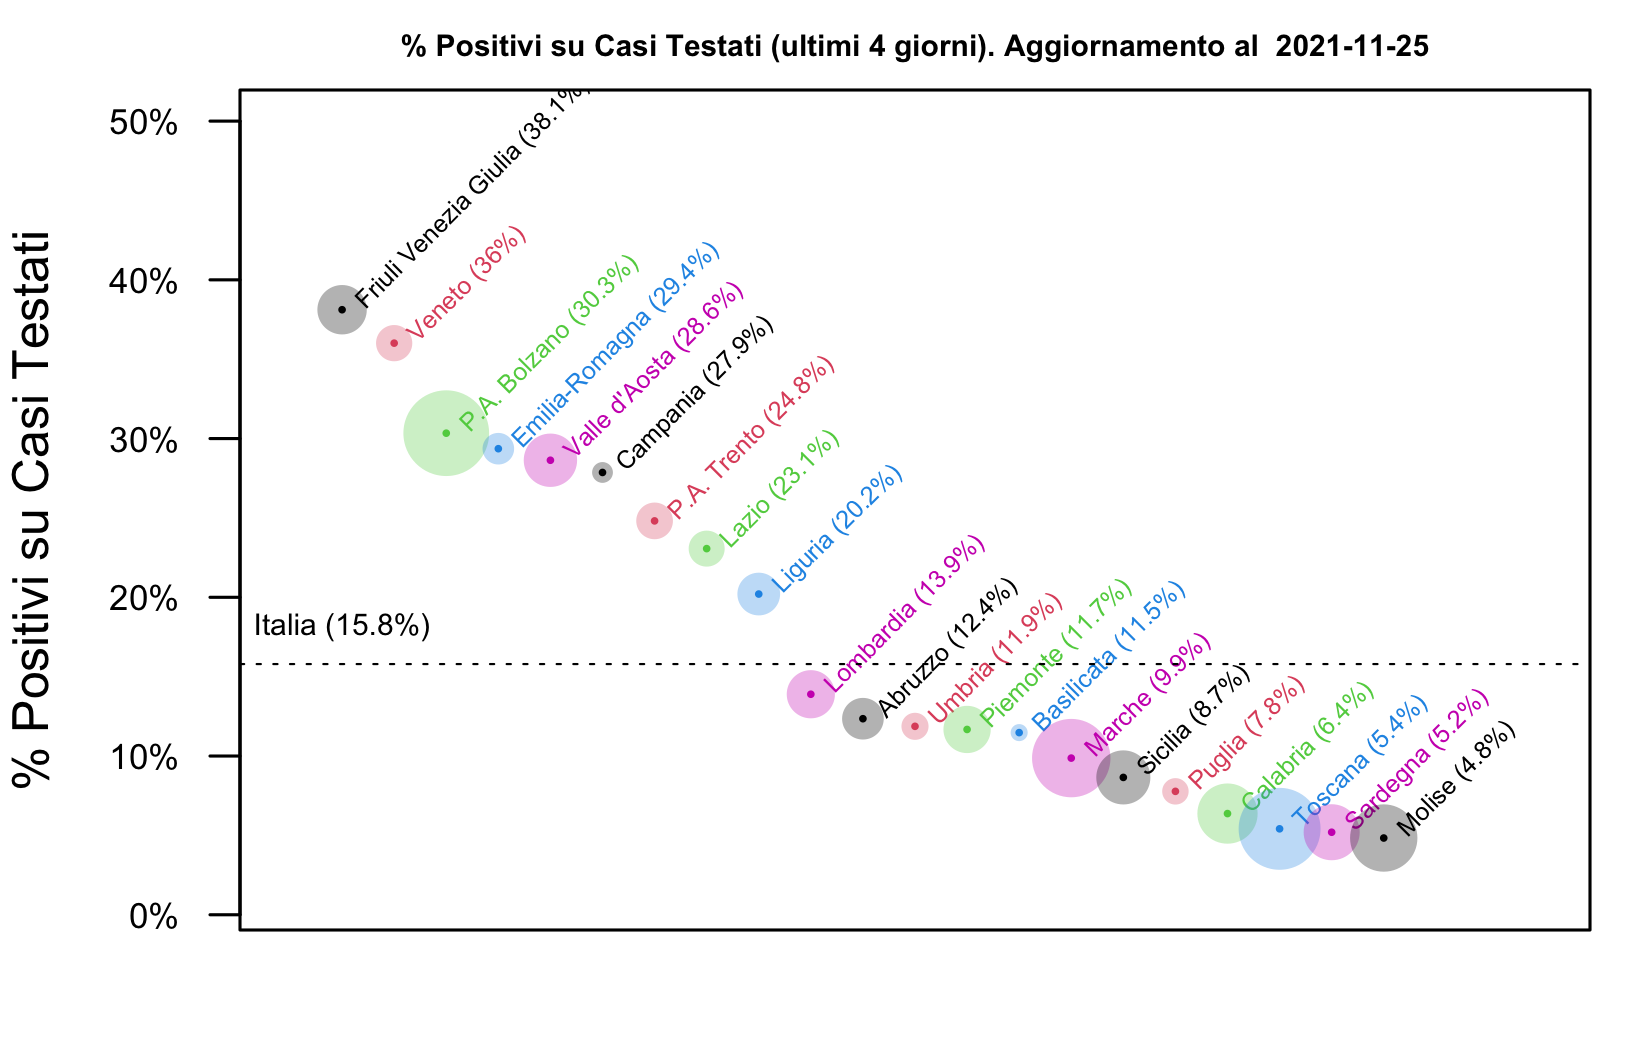 % Positivi su Casi Testati (ultimi 4 giorni). Aggiornamento al  2021-11-25
% Positivi su Casi Testati
50%
40%
30%
20%
10%
0%
Italia (15.8%)
Friuli Venezia Giulia (38.1%)
Veneto (36%)
P.A. Bolzano (30.3%)
Emilia-Romagna (29.4%)
Valle d'Aosta (28.6%)
Campania (27.9%)
P.A. Trento (24.8%)
Lazio (23.1%)
Liguria (20.2%)
Lombardia (13.9%)
Abruzzo (12.4%)
Umbria (11.9%)
Piemonte (11.7%)
Basilicata (11.5%)
Marche (9.9%)
Sicilia (8.7%)
Puglia (7.8%)
Calabria (6.4%)
Toscana (5.4%)
Sardegna (5.2%)
Molise (4.8%)